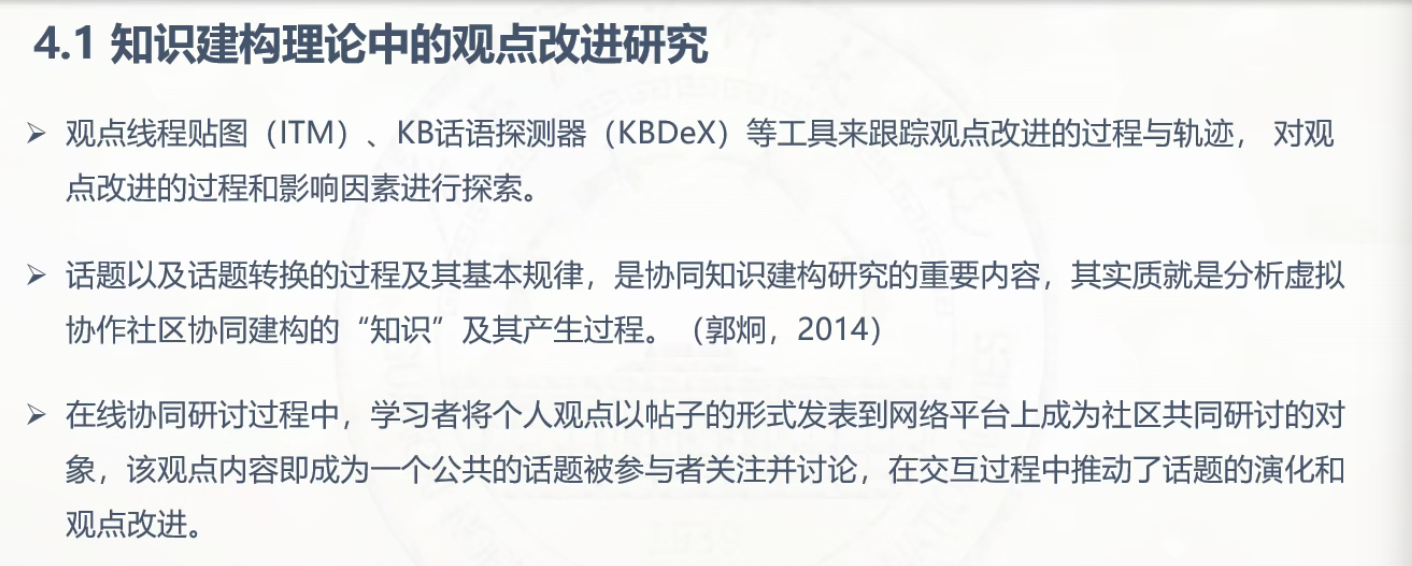 4.1 知识建构理论中的观点改进研究
➢ 观点线程贴图（ITM）、KB话语探测器（KBDeX）等工具来跟踪观点改进的过程与轨迹， 对观
点改进的过程和影响因素进行探索。
➢ 话题以及话题转换的过程及其基本规律，是协同知识建构研究的重要内容，其实质就是分析虚拟
协作社区协同建构的“知识”及其产生过程。（郭炯，2014）
➢ 在线协同研讨过程中，学习者将个人观点以帖子的形式发表到网络平台上成为社区共同研讨的对
象，该观点内容即成为一个公共的话题被参与者关注并讨论，在交互过程中推动了话题的演化和
观点改进。